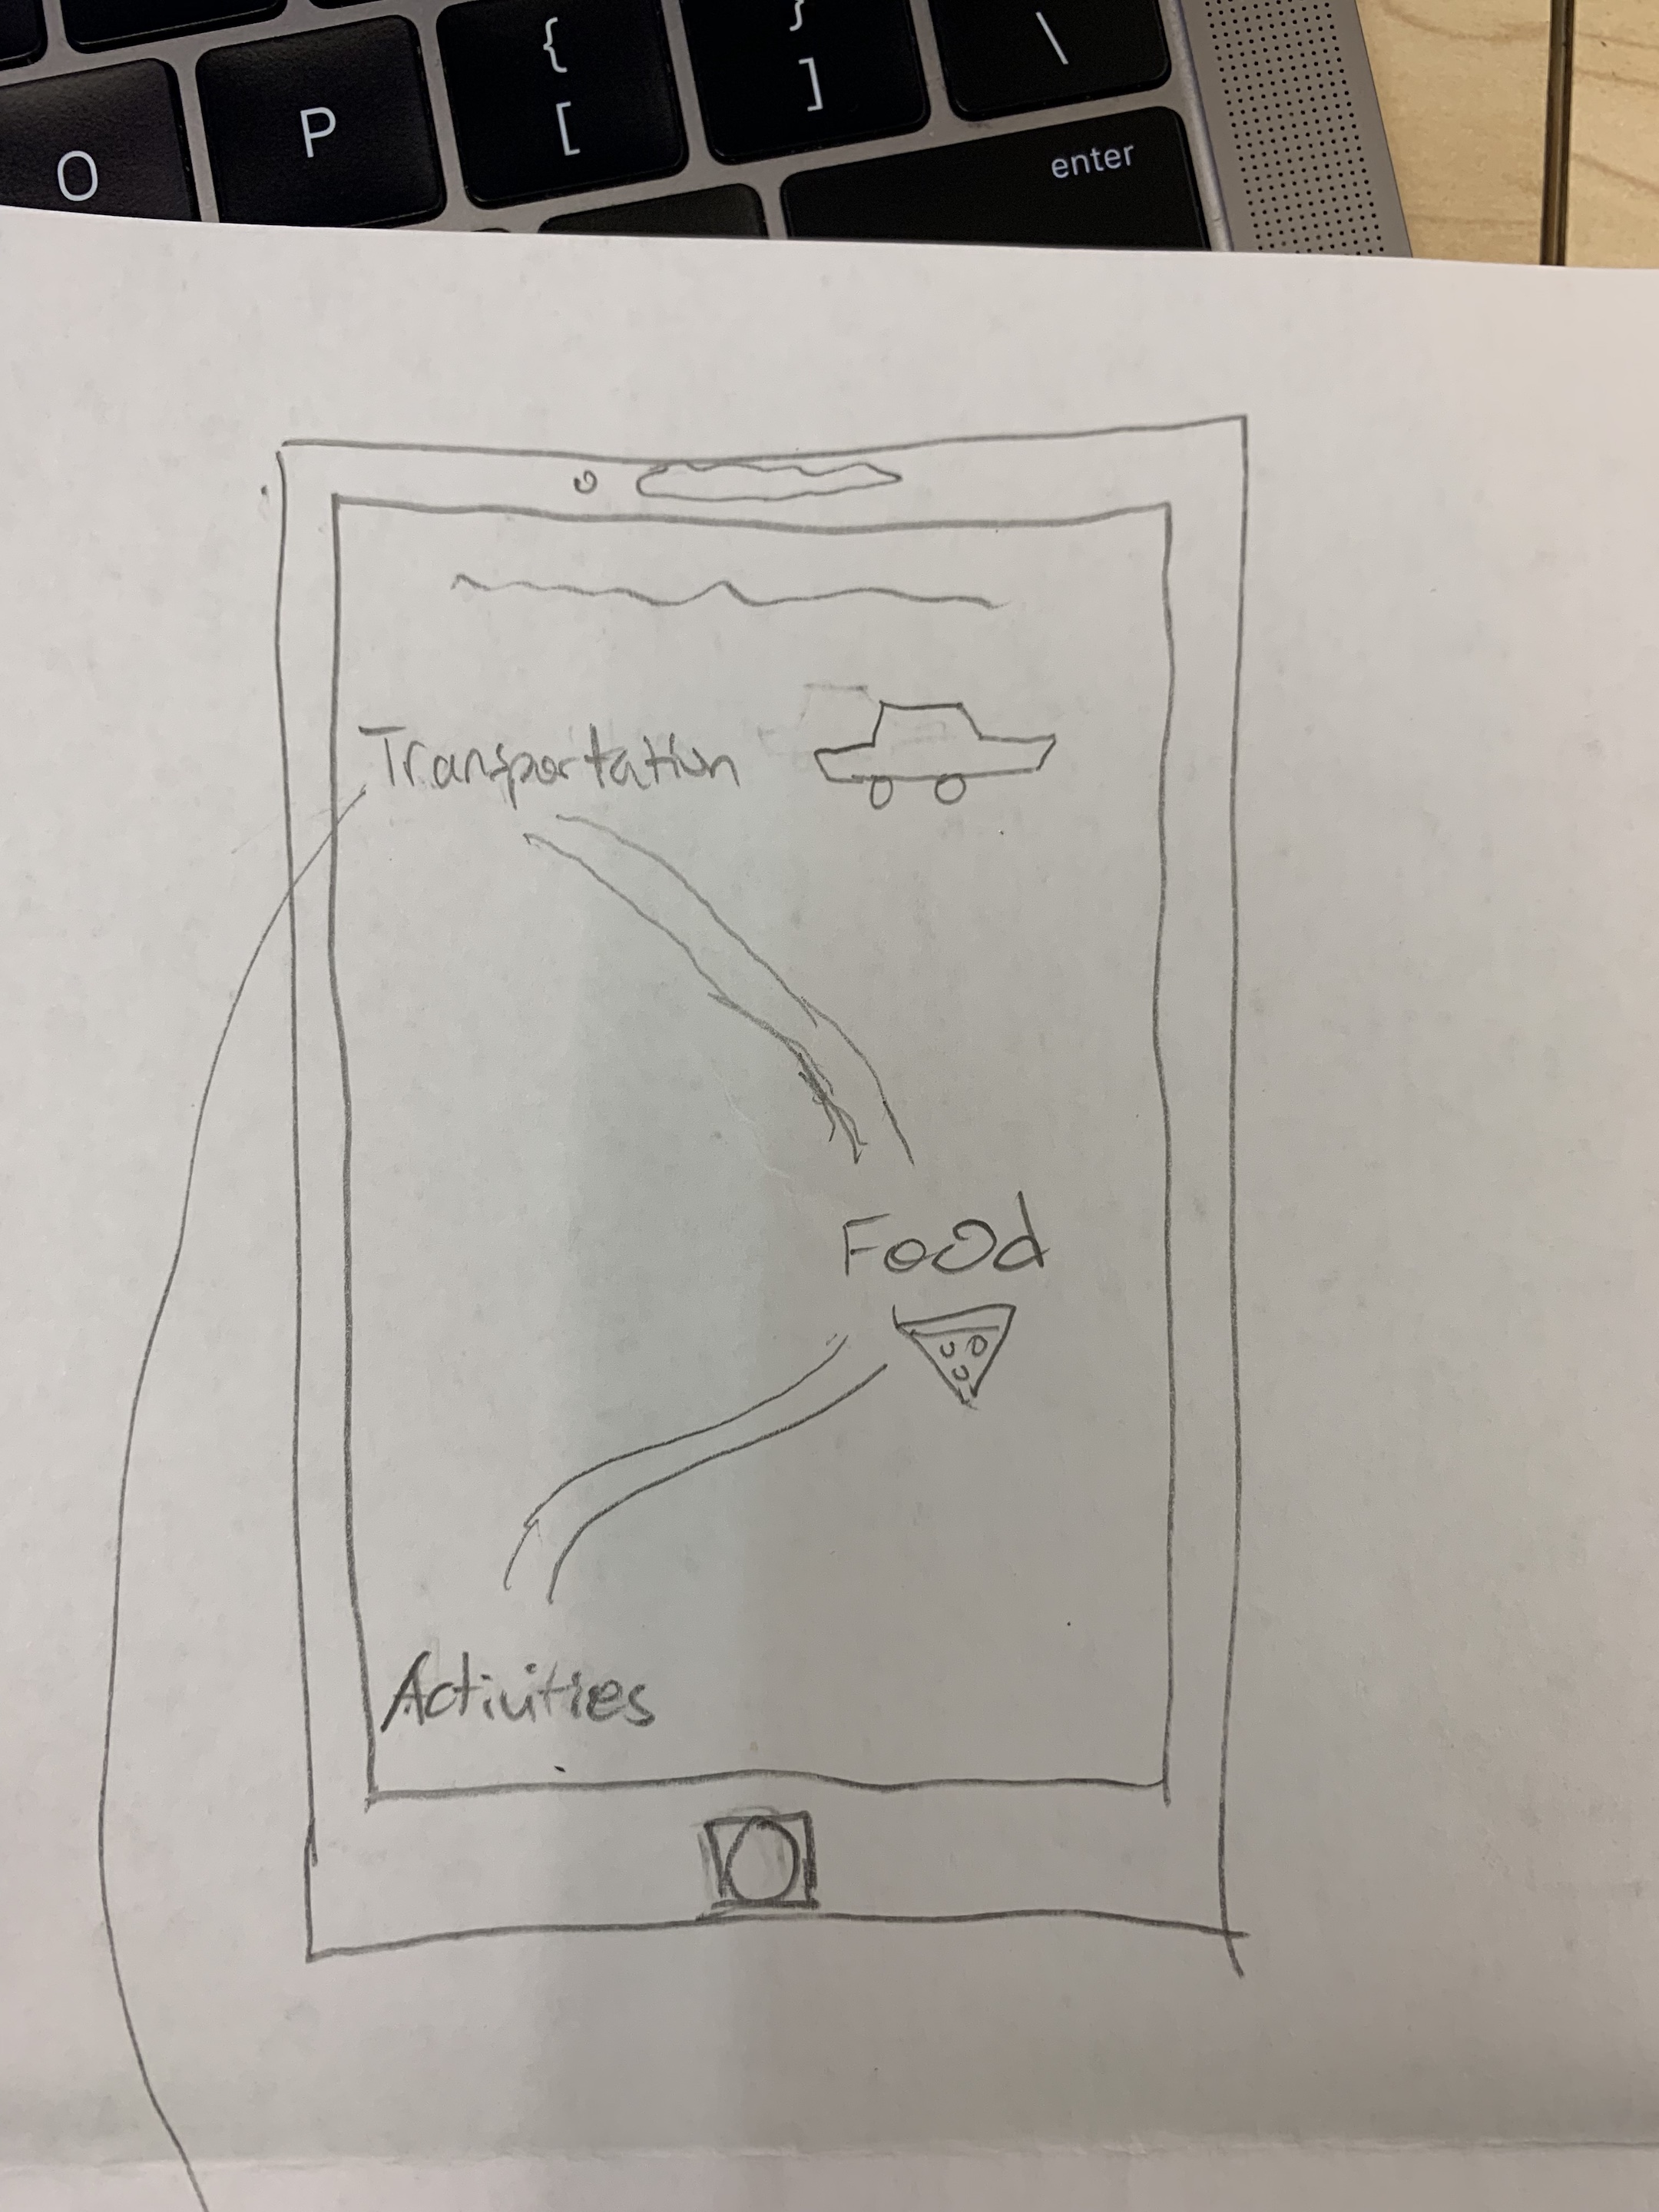 { }
O P [ ] \
enter
Transportation
Food
Activities